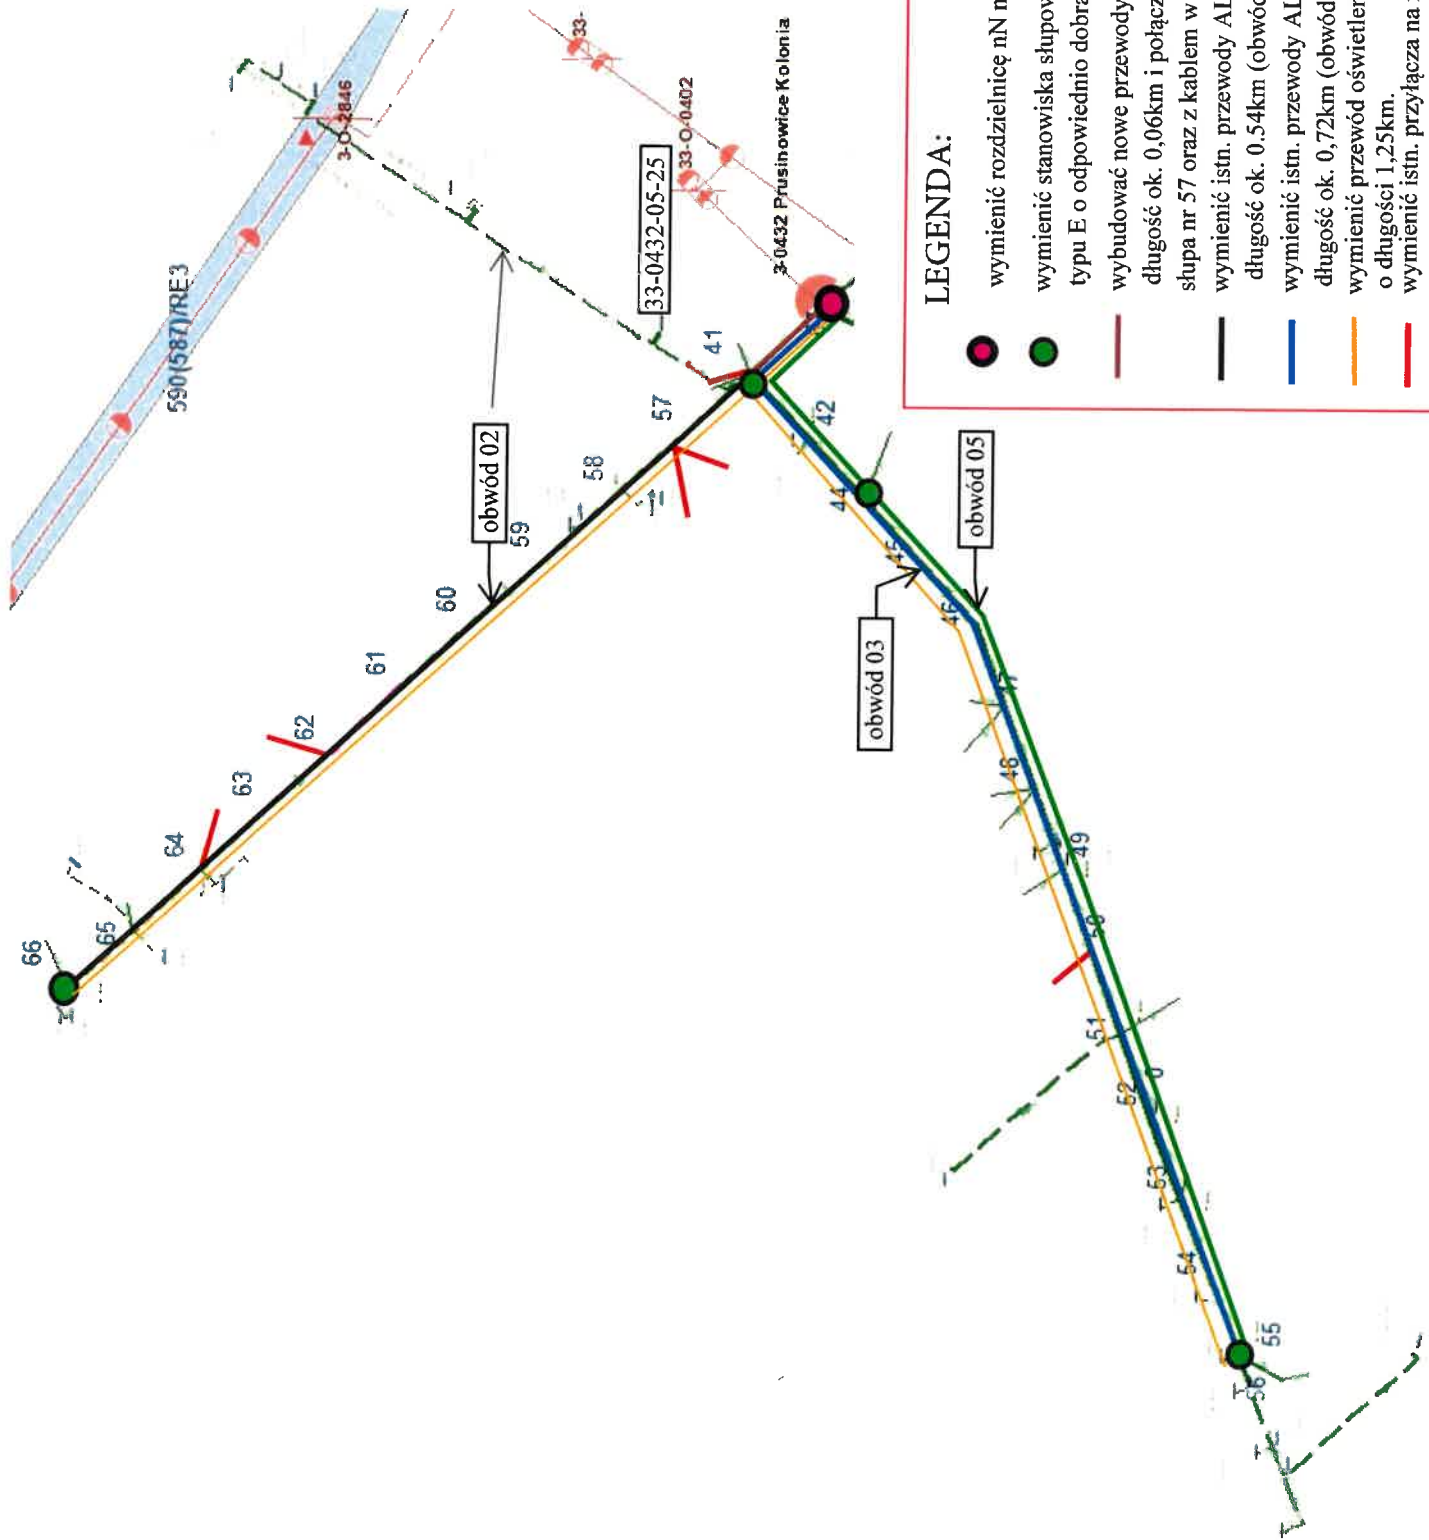 590(587)/RE3
33-
3-O-2846
33-O-0402
3-0432 Prusinowice Kolonia
33-0432-05-25
41
57
58
59
60
61
62
63
64
65
66
obwód 02
42
44
45
46
47
48
49
50
51
52
53
54
55
56
obwód 03
obwód 05
LEGENDA:
wymienić rozdzielnicę nN n
wymienić stanowiska słupow
typu E o odpowiednio dobra
wybudować nowe przewody
długość ok. 0,06km i połącz
słupa nr 57 oraz z kablem w
wymienić istn. przewody AL
długość ok. 0.54km (obwóc
wymienić istn. przewody AL
długość ok. 0,72km (obwód
wymienić przewód oświetler
o długości 1,25km.
wymienić istn. przyłącza na